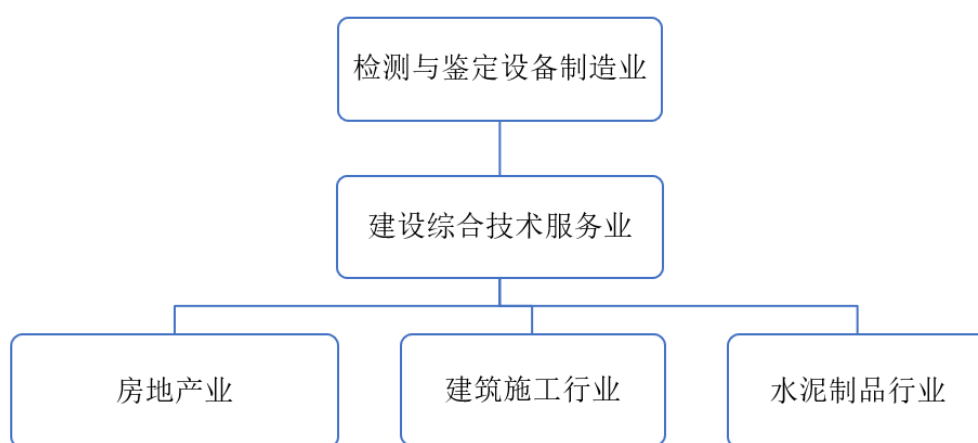 检测与鉴定设备制造业
建设综合技术服务业
房地产业
建筑施工行业
水泥制品行业